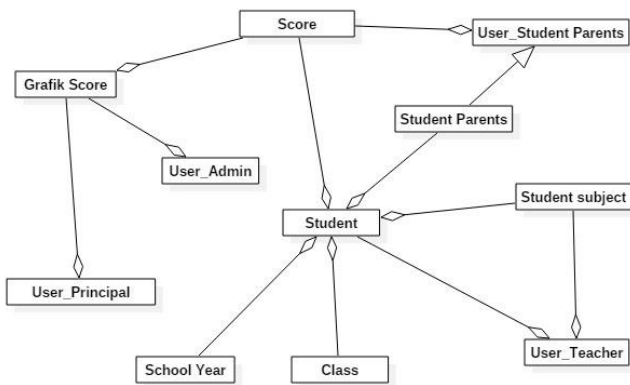 Score
User_Student Parents
Grafik Score
Student Parents
User_Admin
Student subject
Student
User_Principal
User_Teacher
School Year
Class